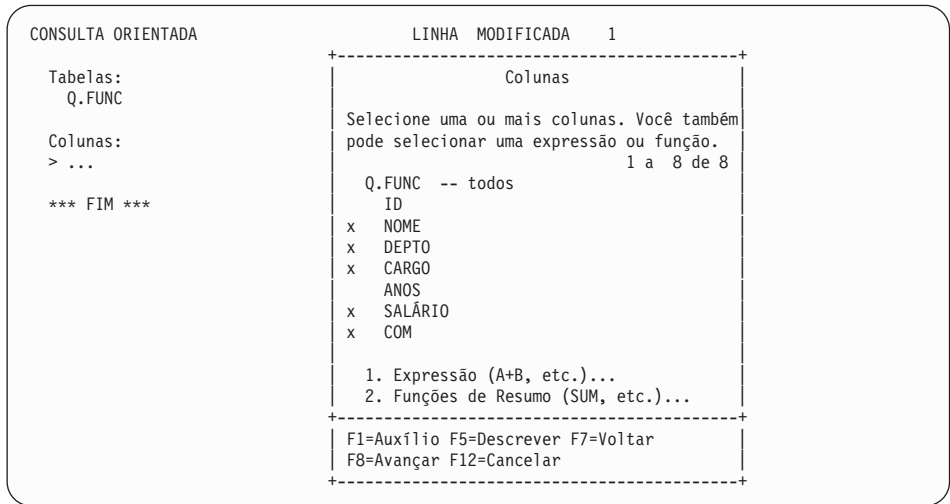 CONSULTA ORIENTADA LINHA MODIFICADA 1
+--------------------------------------------+
Tabelas: | Colunas |
Q.FUNC | |
| Selecione uma ou mais colunas. Você também|
Colunas: | pode selecionar uma expressão ou função. |
> ... | 1 a 8 de 8 |
| Q.FUNC -- todos |
*** FIM *** | ID |
| x NOME |
| x DEPTO |
| x CARGO |
| ANOS |
| x SALÁRIO |
| x COM |
| |
| 1. Expressão (A+B, etc.)... |
| 2. Funções de Resumo (SUM, etc.)... |
+--------------------------------------------+
| F1=Auxílio F5=Descrever F7=Voltar |
| F8=Avançar F12=Cancelar |
+--------------------------------------------+